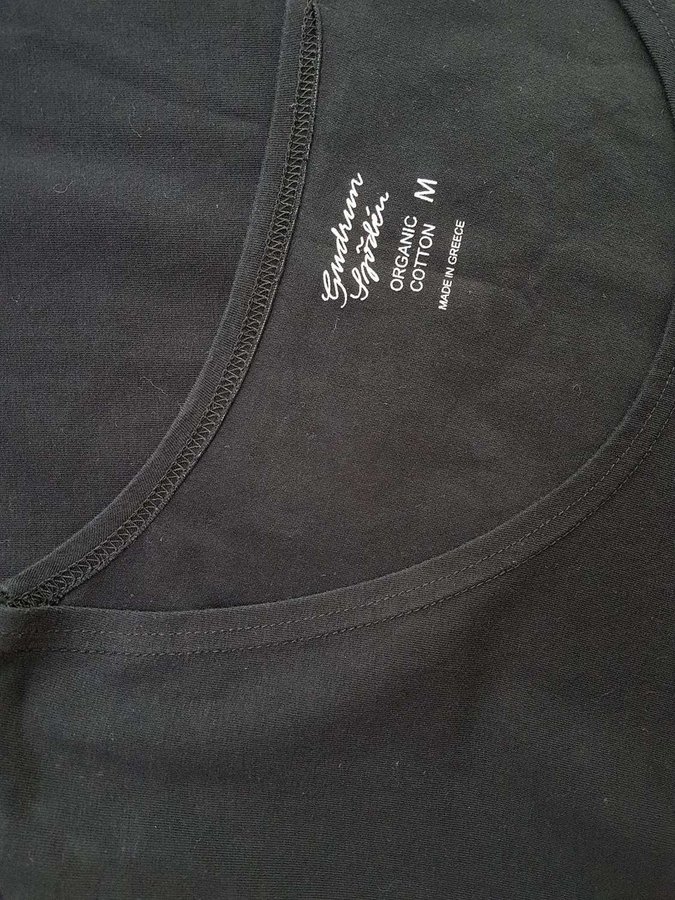 Gudrun
Sjödén
ORGANIC
COTTON M
MADE IN GREECE